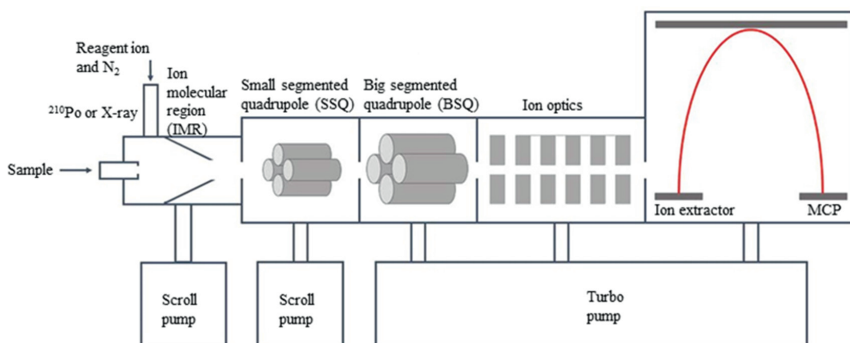 Reagent ion
and N₂
Ion
molecular
region
(IMR)
²¹⁰Po or X-ray
Sample
Small segmented
quadrupole (SSQ)
Big segmented
quadrupole (BSQ)
Ion optics
Ion extractor
MCP
Scroll
pump
Scroll
pump
Turbo
pump